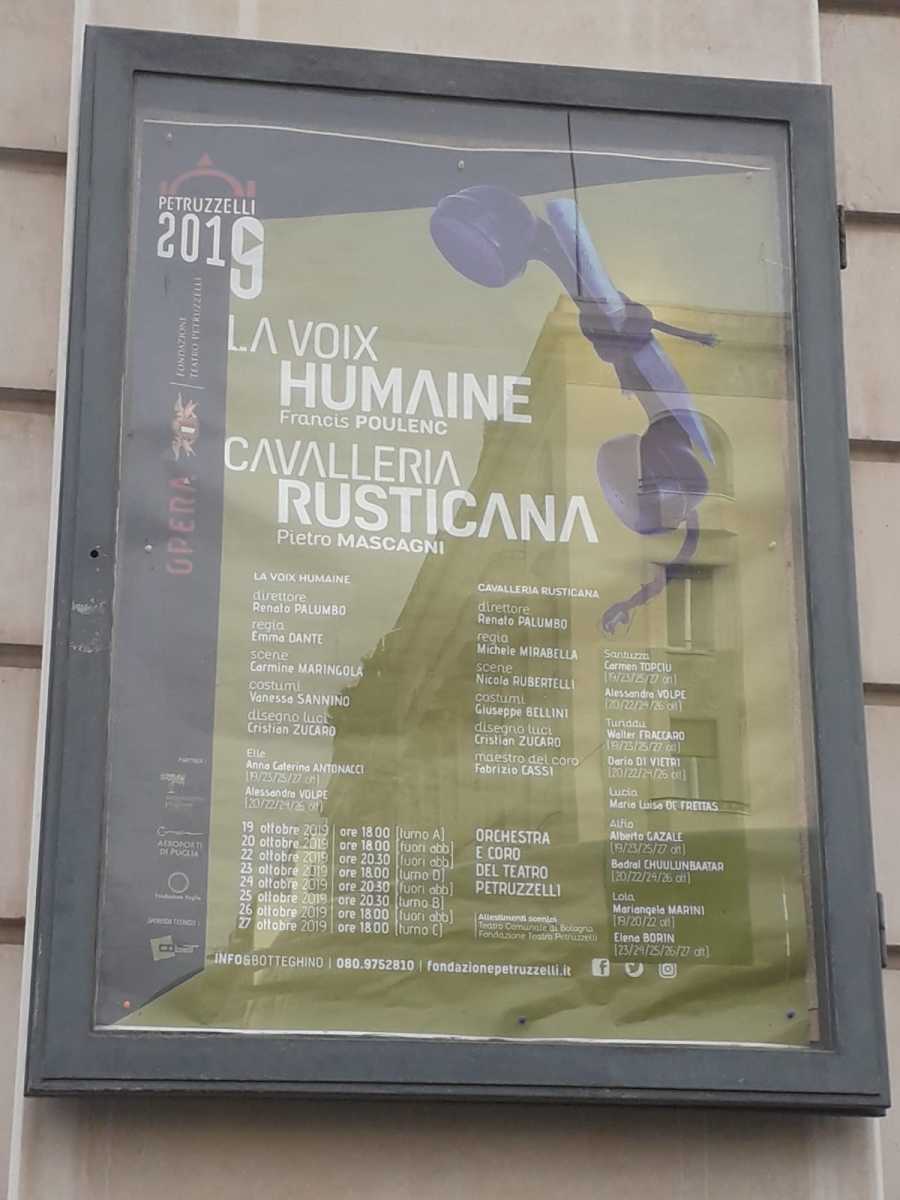 PETRUZZELLI
2019
FONDAZIONE
TEATRO PETRUZZELLI
OPERA
LA VOIX
HUMAINE
Francis POULENC
CAVALLERIA
RUSTICANA
Pietro MASCAGNI
LA VOIX HUMAINE
direttore
Renato PALUMBO
regia
Emma DANTE
scene
Carmine MARINGOLA
costumi
Vanessa SANNINO
disegno luci
Cristian ZUCARO
Elle
Anna Caterina ANTONACCI
[19/23/25/27 ott]
Alessandra VOLPE
[20/22/24/26 ott]
CAVALLERIA RUSTICANA
direttore
Renato PALUMBO
regia
Michele MIRABELLA
scene
Nicola RUBERTELLI
costumi
Giuseppe BELLINI
disegno luci
Cristian ZUCARO
maestro del coro
Fabrizio CASSI
Santuzza
Carmen TOPCIU
[19/23/25/27 ott]
Alessandra VOLPE
[20/22/24/26 ott]
Turiddu
Walter FRACCARO
[19/23/25/27 ott]
Dario DI VIETRI
[20/22/24/26 ott]
Lucia
Maria Luisa DE FREITAS
Alfio
Alberto GAZALE
[19/23/25/27 ott]
Badral CHUULUNBAATAR
[20/22/24/26 ott]
Lola
Mariangela MARINI
[19/20/22 ott]
Elena BORIN
[23/24/25/26/27 ott]
19 ottobre 2019 | ore 18.00 [turno A]
20 ottobre 2019 | ore 18.00 [fuori abb]
22 ottobre 2019 | ore 20.30 [fuori abb]
23 ottobre 2019 | ore 18.00 [turno D]
24 ottobre 2019 | ore 20.30 [fuori abb]
25 ottobre 2019 | ore 20.30 [turno B]
26 ottobre 2019 | ore 18.00 [fuori abb]
27 ottobre 2019 | ore 18.00 [turno C]
ORCHESTRA
E CORO
DEL TEATRO
PETRUZZELLI
Allestimenti scenici
Teatro Comunale di Bologna
Fondazione Teatro Petruzzelli
PARTNER
AEROPORTI
DI PUGLIA
Fondazione Puglia
SPONSOR TECNICO
INFO&BOTTEGHINO | 080.9752810 | fondazionepetruzzelli.it